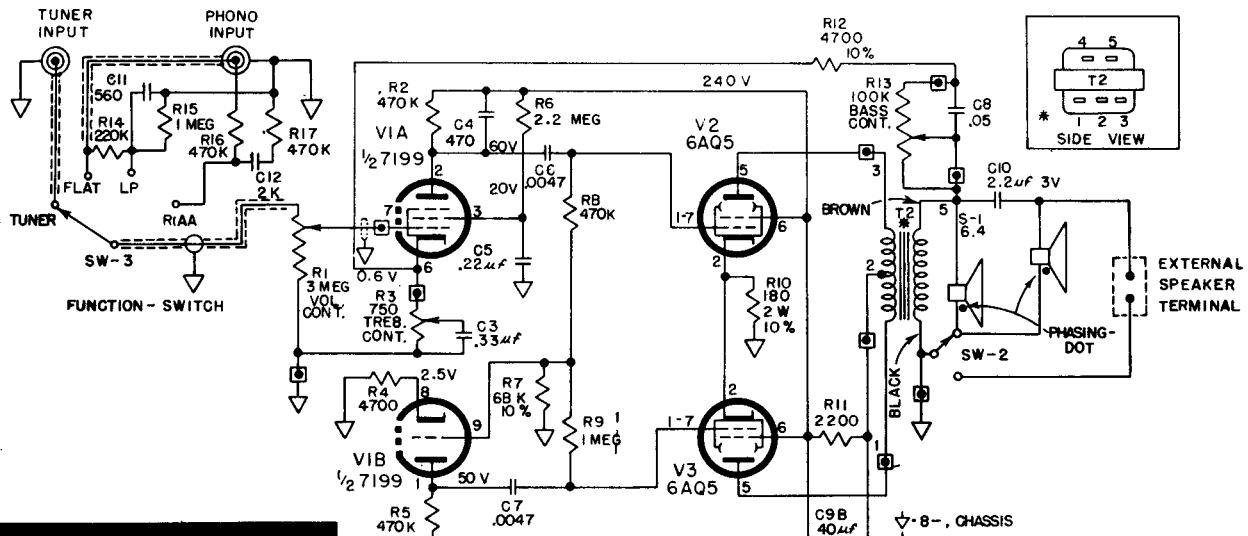 TUNER
INPUT
PHONO
INPUT
C11
560
R14
220K
R15
1 MEG
R16
470K
R17
470K
C12
2K
FLAT
LP
RIAA
TUNER
SW-3
FUNCTION-SWITCH
R1
3 MEG
VOL.
CONT.
R2
470K
V1A
1/2 7199
C4
470
R6
2.2 MEG
60V
C6
.0047
20V
2
7
3
6
0.6V
C5
.22µf
R3
750
TREB.
CONT.
C3
.33µf
R4
4700
2.5V
8
9
V1B
1/2 7199
1
50V
R5
470K
R7
68K
10%
C7
.0047
R8
470K
R9
1 MEG
R12
4700
10%
240V
V2
6AQ5
5
1-7
6
2
R10
180
2W
10%
2
1-7
6
V3
6AQ5
5
R11
2200
C9B
40µf
R13
100K
BASS
CONT.
C8
.05
3
BROWN
T2
*
5
2
1
BLACK
C10
2.2µf 3V
S-1
6.4
SW-2
PHASING-
DOT
EXTERNAL
SPEAKER
TERMINAL
4 5
T2
1 2 3
*
SIDE VIEW
-B-, CHASSIS